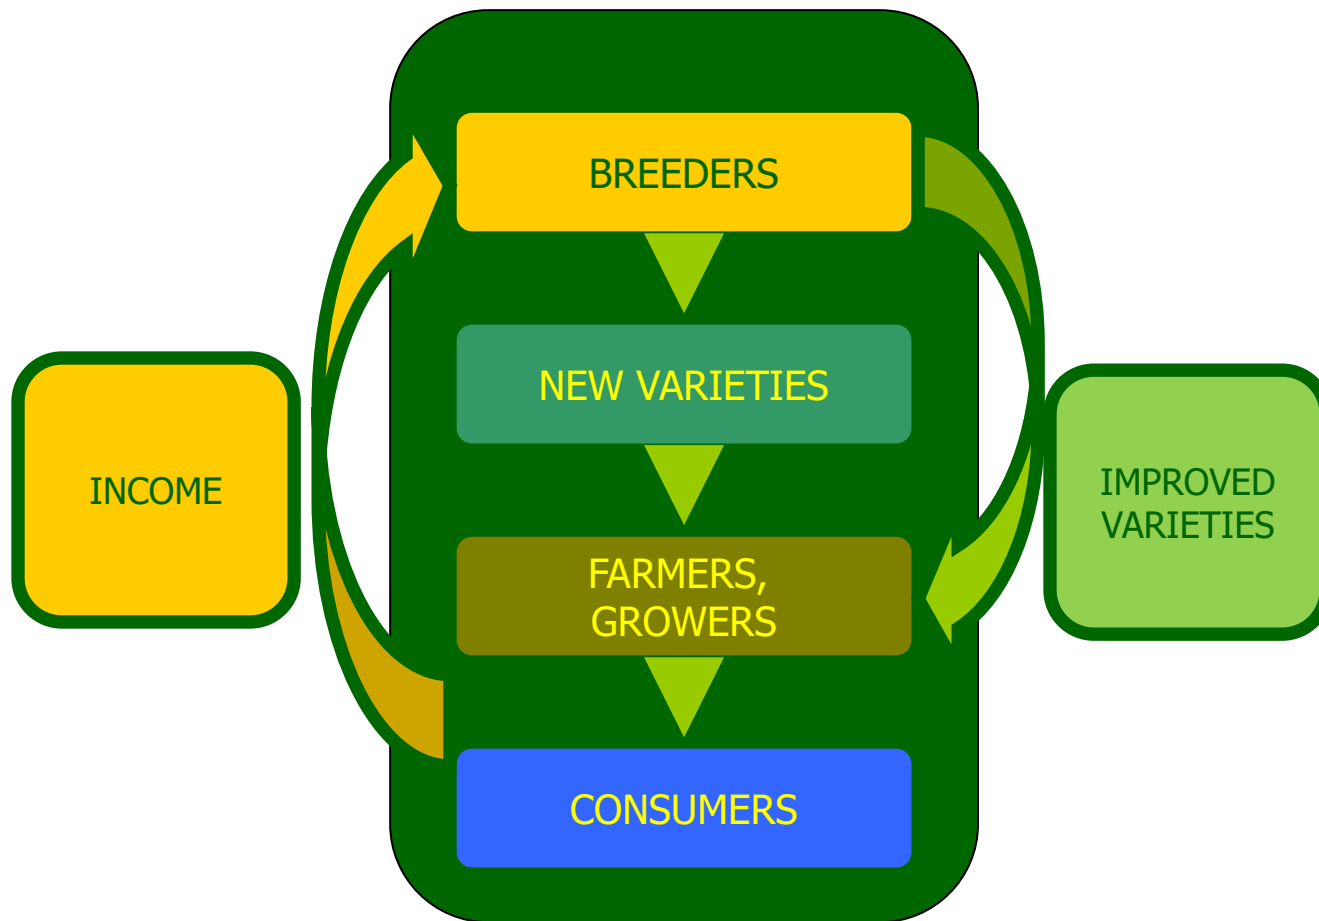 BREEDERS
NEW VARIETIES
INCOME
IMPROVED
VARIETIES
FARMERS,
GROWERS
CONSUMERS